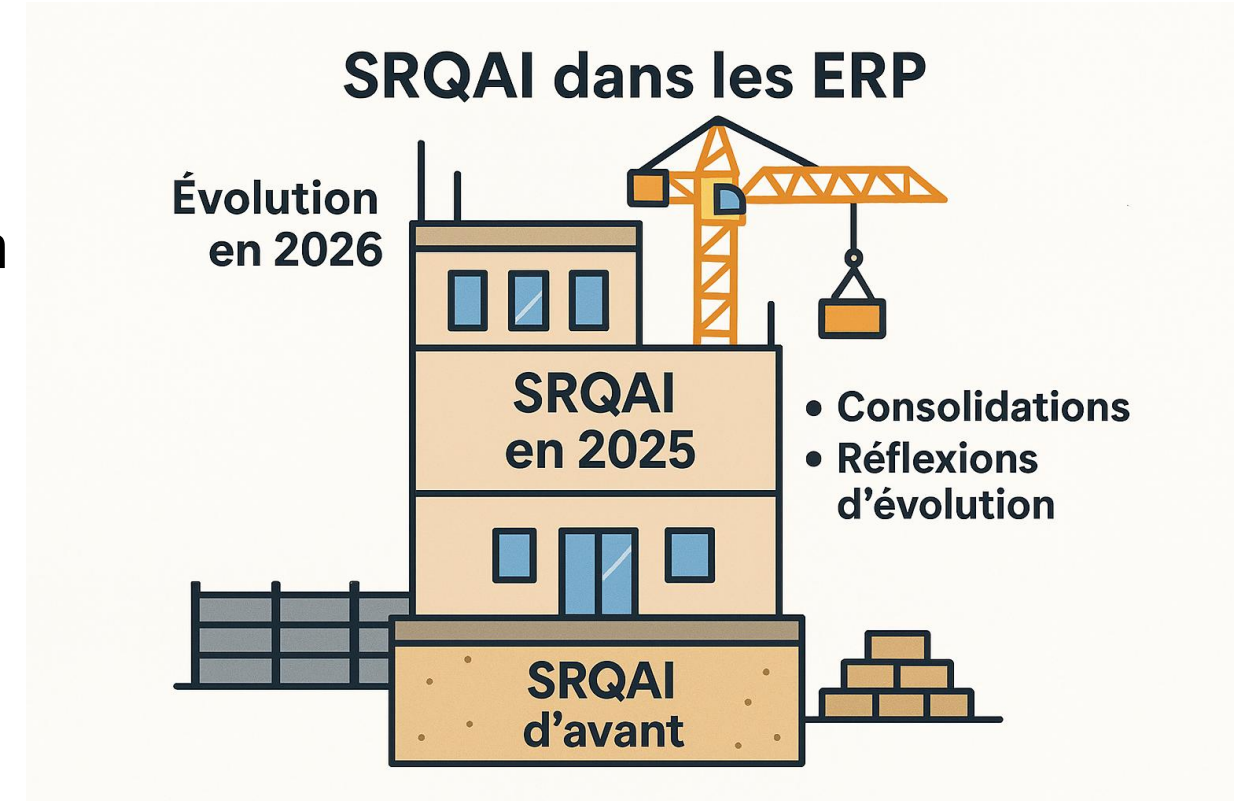 SRQAI dans les ERP
Évolution
en 2026
SRQAI
en 2025
• Consolidations
• Réflexions
d’évolution
SRQAI
d’avant